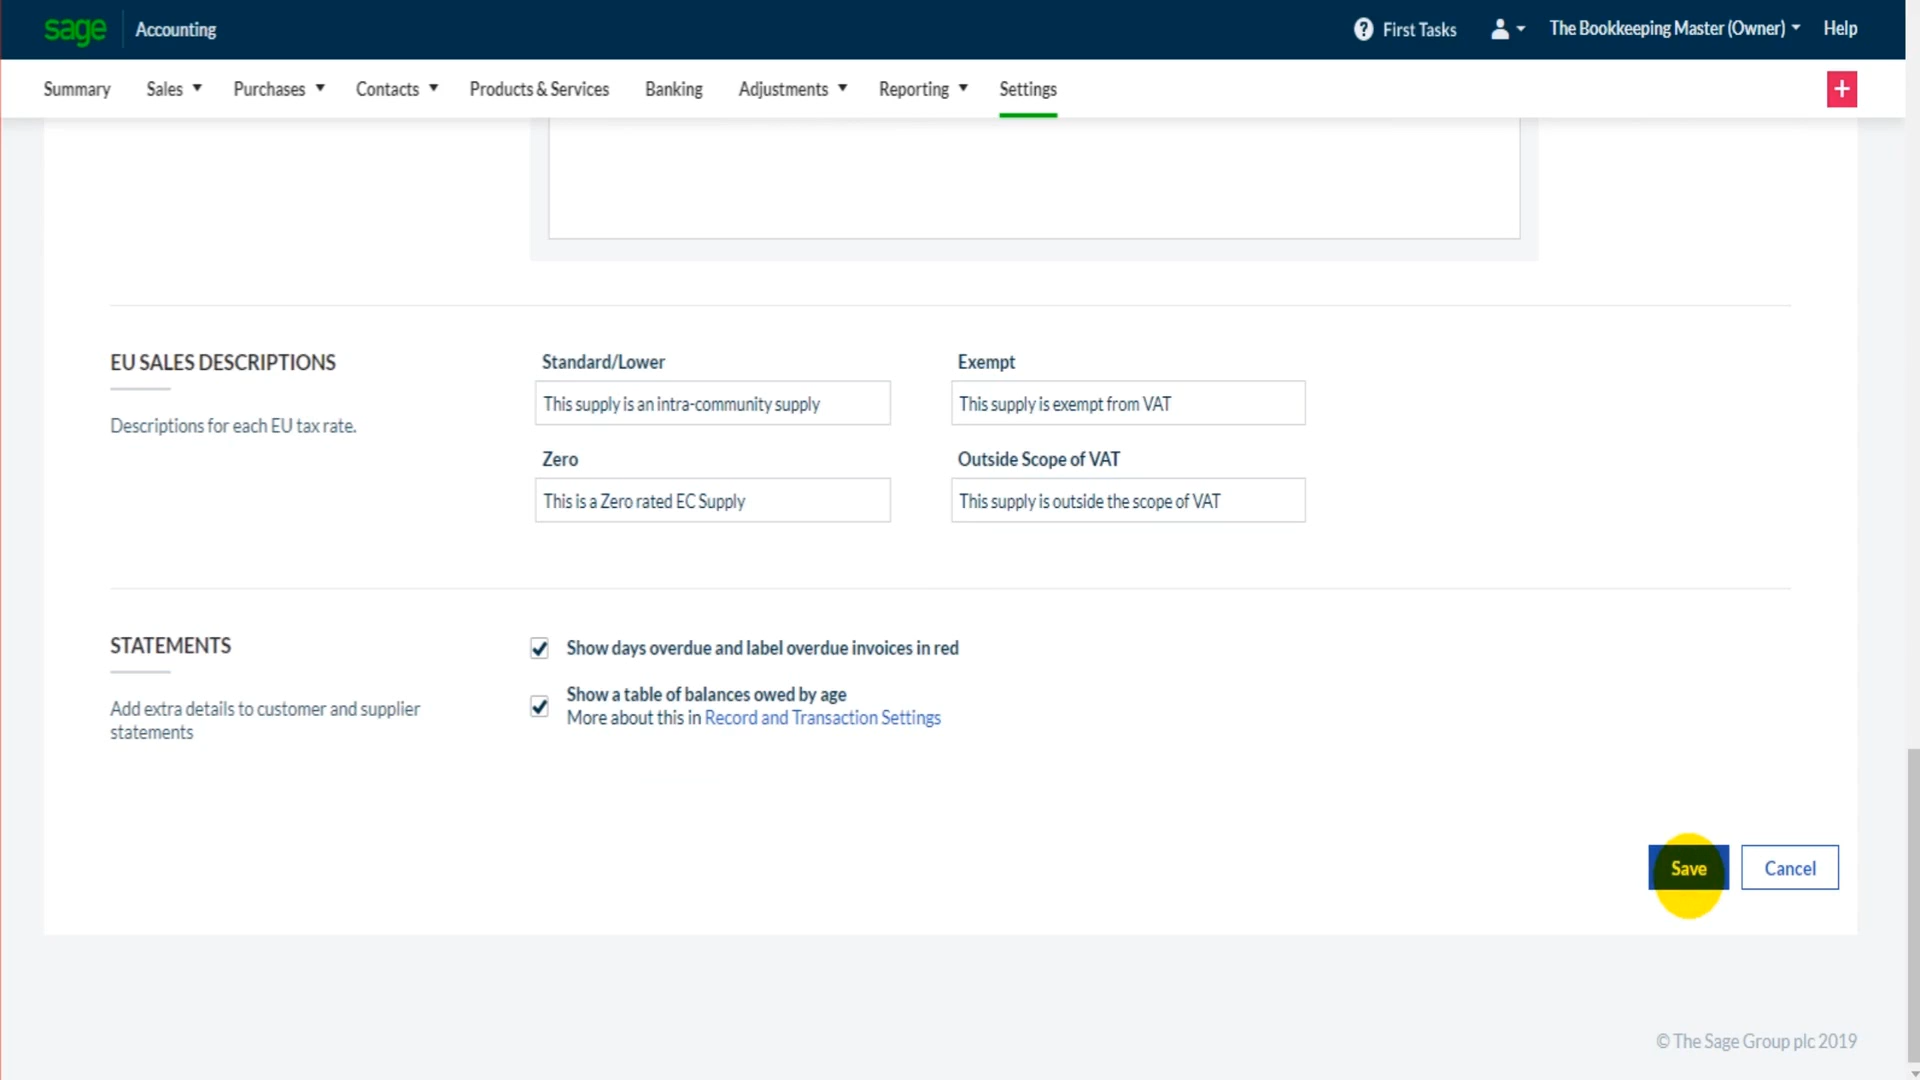 sage Accounting First Tasks The Bookkeeping Master (Owner) Help
Summary Sales Purchases Contacts Products & Services Banking Adjustments Reporting Settings
EU SALES DESCRIPTIONS
Descriptions for each EU tax rate.
Standard/Lower Exempt
This supply is an intra-community supply This supply is exempt from VAT
Zero Outside Scope of VAT
This is a Zero rated EC Supply This supply is outside the scope of VAT
STATEMENTS
Add extra details to customer and supplier
statements
Show days overdue and label overdue invoices in red
Show a table of balances owed by age
More about this in Record and Transaction Settings
Save Cancel
© The Sage Group plc 2019